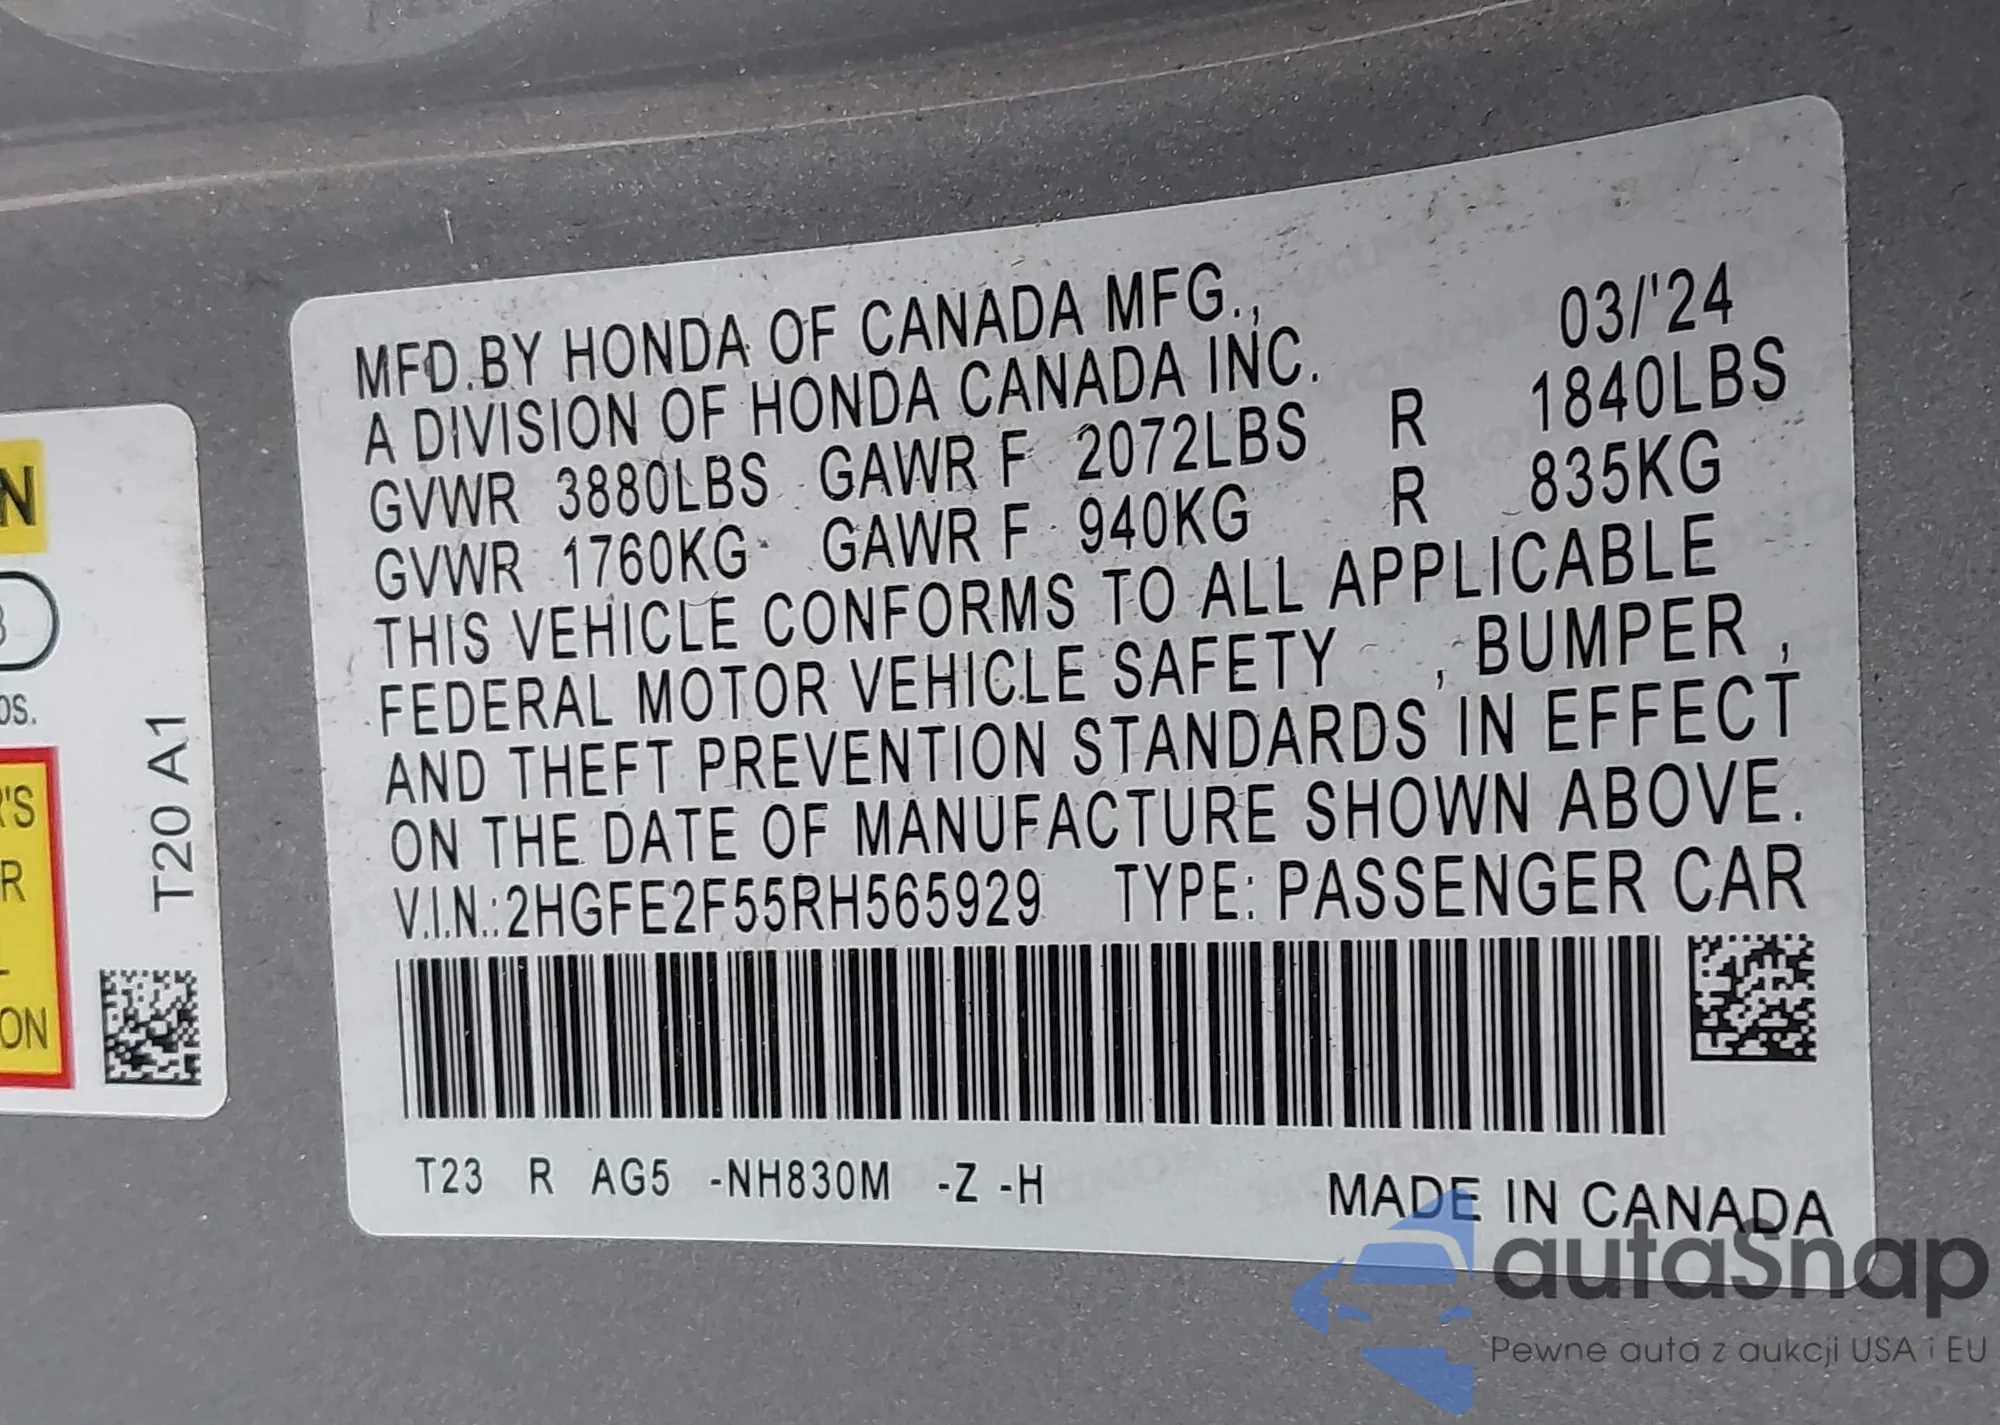 MFD.BY HONDA OF CANADA MFG., 03/'24
A DIVISION OF HONDA CANADA INC.
GVWR 3880LBS GAWR F 2072LBS R 1840LBS
GVWR 1760KG GAWR F 940KG R 835KG
THIS VEHICLE CONFORMS TO ALL APPLICABLE
FEDERAL MOTOR VEHICLE SAFETY , BUMPER ,
AND THEFT PREVENTION STANDARDS IN EFFECT
ON THE DATE OF MANUFACTURE SHOWN ABOVE.
V.I.N.:2HGFE2F55RH565929 TYPE: PASSENGER CAR
T23 R AG5 -NH830M -Z -H
MADE IN CANADA
T20 A1
autaSnap
Pewne auta z aukcji USA i EU